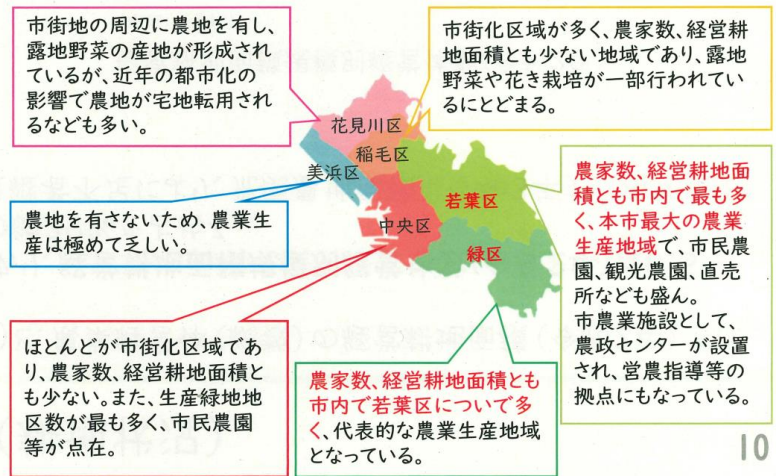 市街地の周辺に農地を有し、
露地野菜の産地が形成され
ているが、近年の都市化の
影響で農地が宅地転用され
るなども多い。
市街化区域が多く、農家数、経営耕
地面積とも少ない地域であり、露地
野菜や花き栽培が一部行われてい
るにとどまる。
花見川区
稲毛区
美浜区
若葉区
中央区
緑区
農地を有さないため、農業生
産は極めて乏しい。
農家数、経営耕地面
積とも市内で最も多
く、本市最大の農業
生産地域で、市民農
園、観光農園、直売
所なども盛ん。
市農業施設として、
農政センターが設置
され、営農指導等の
拠点にもなっている。
ほとんどが市街化区域であ
り、農家数、経営耕地面積と
も少ない。また、生産緑地地
区数が最も多く、市民農園
等が点在。
農家数、経営耕地面積とも
市内で若葉区について多
く、代表的な農業生産地域
となっている。
10